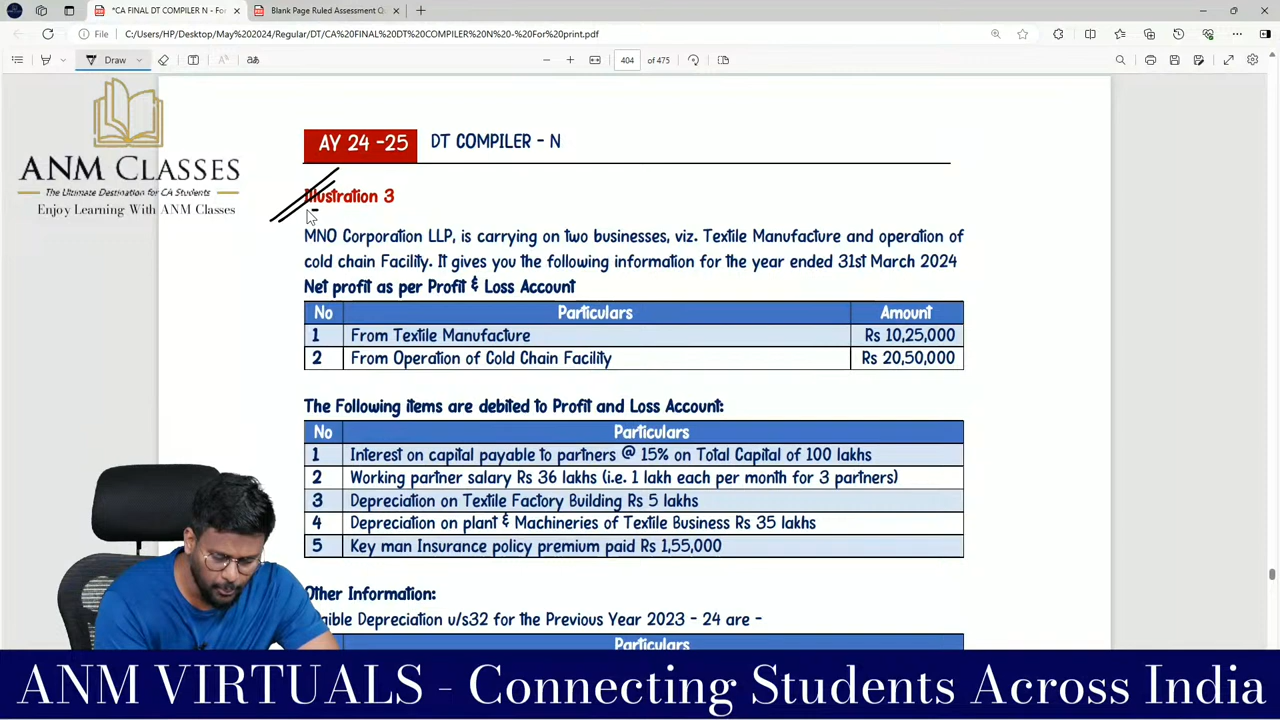 *CA FINAL DT COMPILER N - Fo
Blank Page Ruled Assessment Q
File
C:/Users/HP/Desktop/May%202024/Regular/DT/CA%20FINAL%20DT%20COMPILER%20N%20-%20For%20print.pdf
Draw
404 of 475
ANM CLASSES
The Ultimate Destination for CA Students
Enjoy Learning With ANM Classes
AY 24 -25 DT COMPILER - N
Illustration 3
MNO Corporation LLP, is carrying on two businesses, viz. Textile Manufacture and operation of
cold chain Facility. It gives you the following information for the year ended 31st March 2024
Net profit as per Profit & Loss Account
No Particulars Amount
1 From Textile Manufacture Rs 10,25,000
2 From Operation of Cold Chain Facility Rs 20,50,000
The Following items are debited to Profit and Loss Account:
No Particulars
1 Interest on capital payable to partners @ 15% on Total Capital of 100 lakhs
2 Working partner salary Rs 36 lakhs (i.e. 1 lakh each per month for 3 partners)
3 Depreciation on Textile Factory Building Rs 5 lakhs
4 Depreciation on plant & Machineries of Textile Business Rs 35 lakhs
5 Key man Insurance policy premium paid Rs 1,55,000
Other Information:
Depreciation u/s32 for the Previous Year 2023 - 24 are -
Particulars
ANM VIRTUALS - Connecting Students Across India